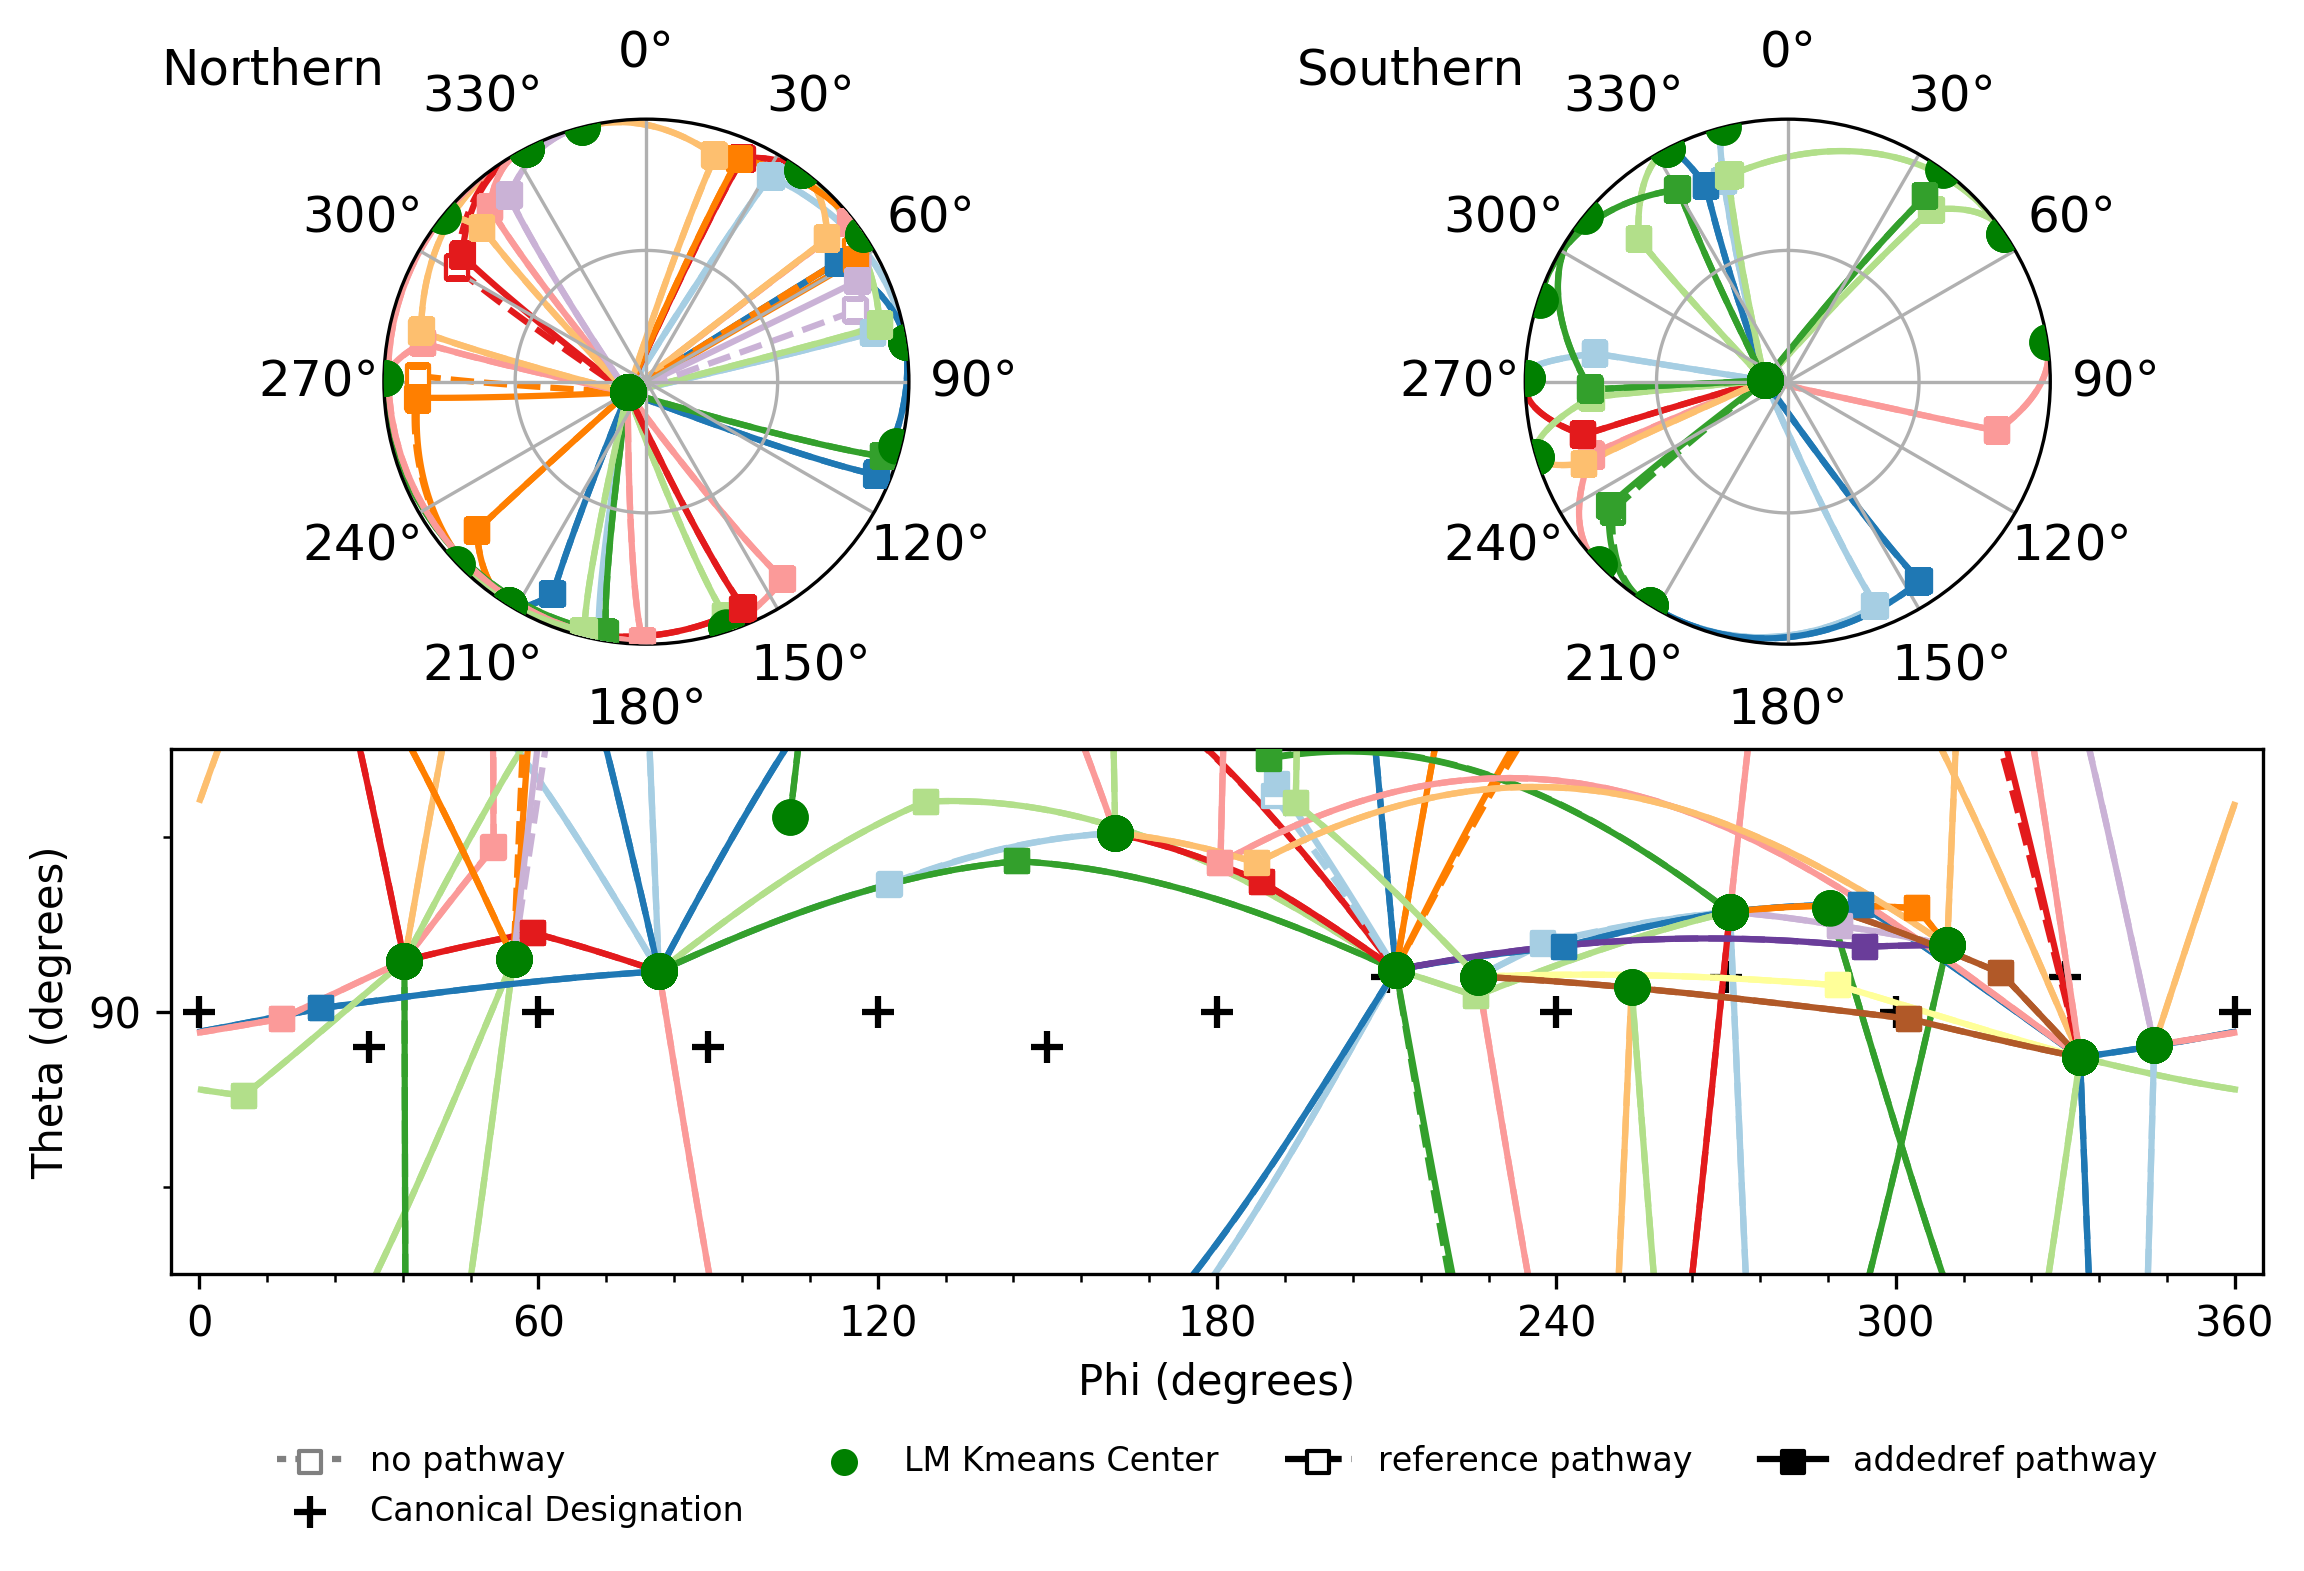 Northern
0°
30°
60°
90°
120°
150°
180°
210°
240°
270°
300°
330°
Southern
0°
30°
60°
90°
120°
150°
180°
210°
240°
270°
300°
330°
Theta (degrees)
90
0 60 120 180 240 300 360
Phi (degrees)
no pathway
Canonical Designation
LM Kmeans Center
reference pathway
addedref pathway